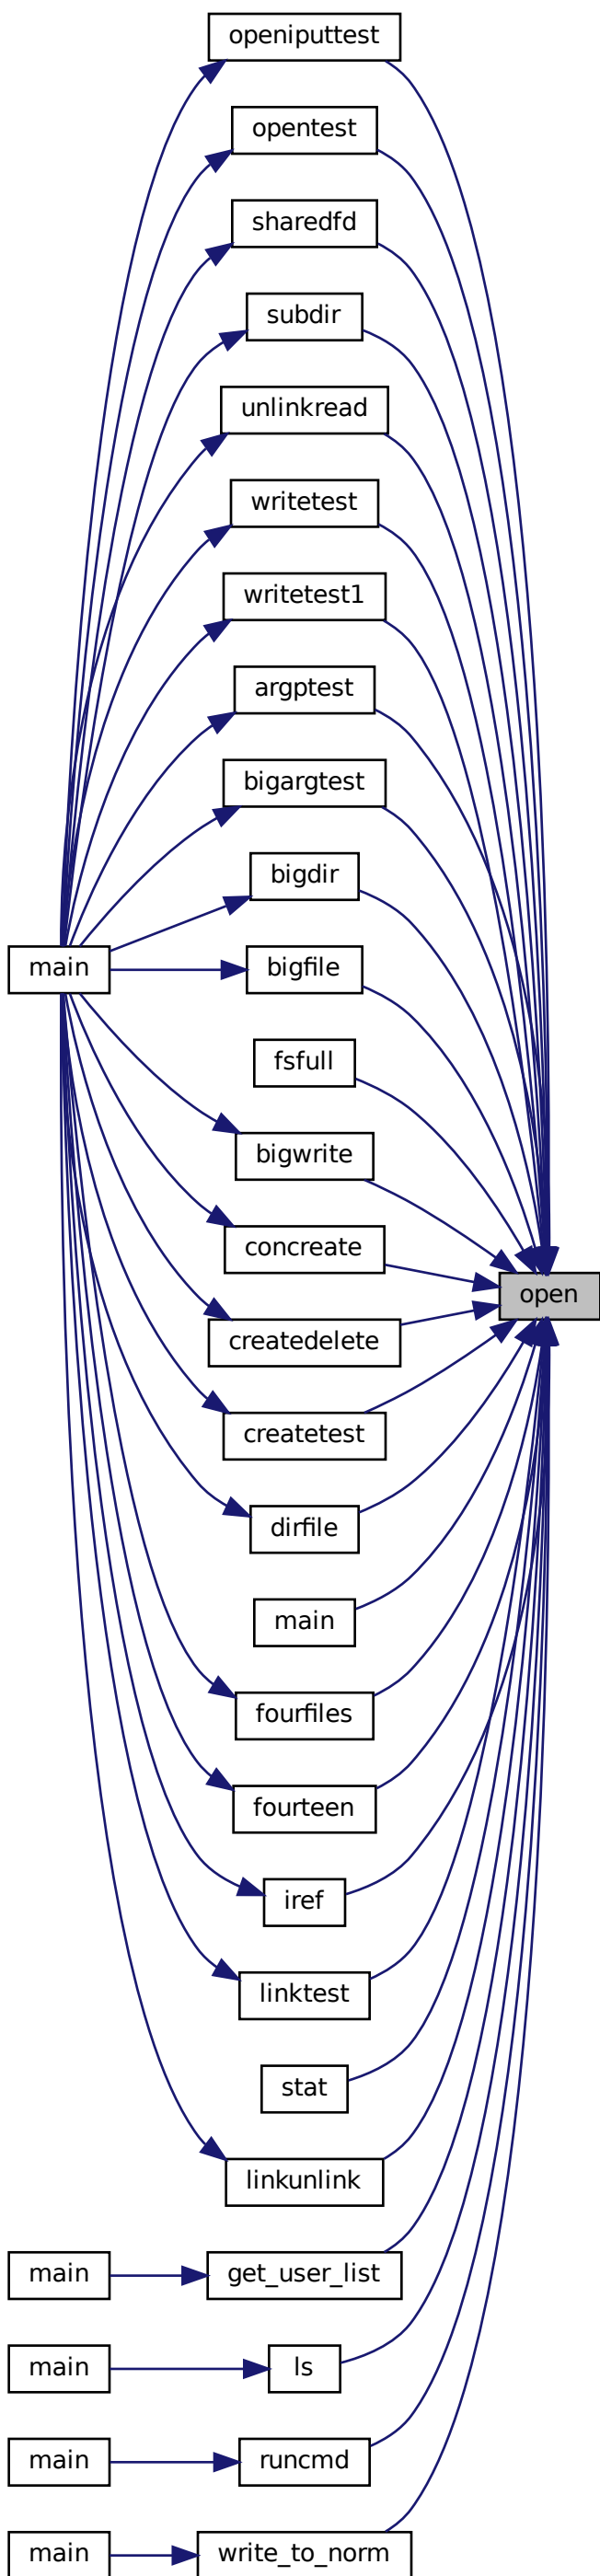 openiputtest
opentest
sharedfd
subdir
unlinkread
writetest
writetest1
argptest
bigargtest
bigdir
main
bigfile
fsfull
bigwrite
concreate
open
createdelete
createtest
dirfile
main
fourfiles
fourteen
iref
linktest
stat
linkunlink
main
get_user_list
main
ls
main
runcmd
main
write_to_norm